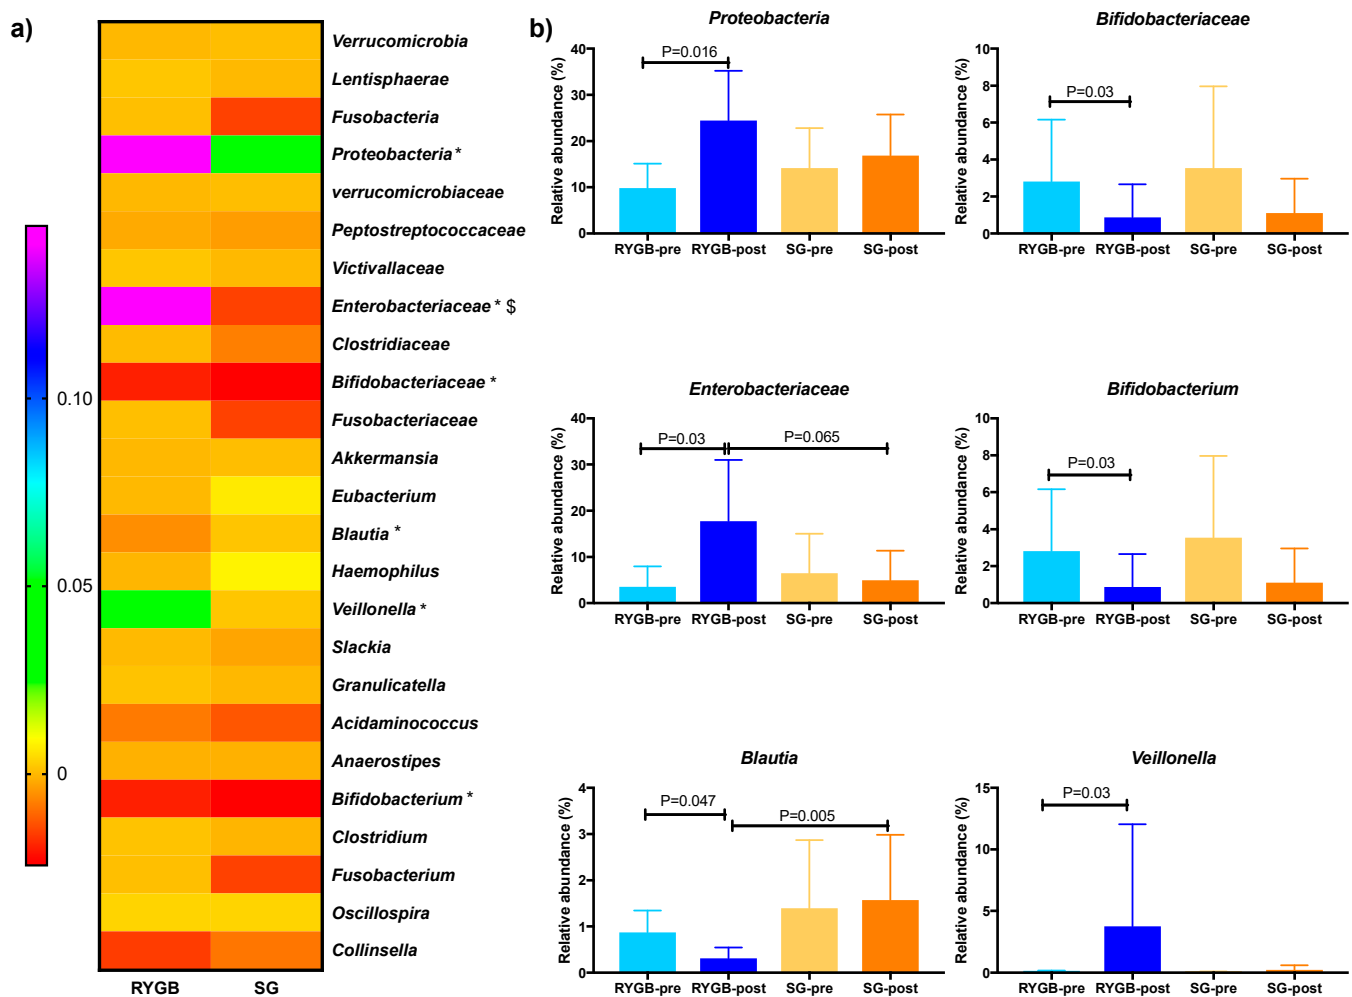 a)
Verrucomicrobia
Lentisphaerae
Fusobacteria
Proteobacteria *
verrucomicrobiaceae
Peptostreptococcaceae
Victivallaceae
Enterobacteriaceae * $
Clostridiaceae
Bifidobacteriaceae *
Fusobacteriaceae
Akkermansia
Eubacterium
Blautia *
Haemophilus
Veillonella *
Slackia
Granulicatella
Acidaminococcus
Anaerostipes
Bifidobacterium *
Clostridium
Fusobacterium
Oscillospira
Collinsella
0.10
0.05
0
RYGB SG
b)
Proteobacteria
Relative abundance (%)
40
30
20
10
0
P=0.016
RYGB-pre RYGB-post SG-pre SG-post
Bifidobacteriaceae
Relative abundance (%)
10
8
6
4
2
0
P=0.03
RYGB-pre RYGB-post SG-pre SG-post
Enterobacteriaceae
Relative abundance (%)
40
30
20
10
0
P=0.03
P=0.065
RYGB-pre RYGB-post SG-pre SG-post
Bifidobacterium
Relative abundance (%)
10
8
6
4
2
0
P=0.03
RYGB-pre RYGB-post SG-pre SG-post
Blautia
Relative abundance (%)
4
3
2
1
0
P=0.047
P=0.005
RYGB-pre RYGB-post SG-pre SG-post
Veillonella
Relative abundance (%)
15
10
5
0
P=0.03
RYGB-pre RYGB-post SG-pre SG-post